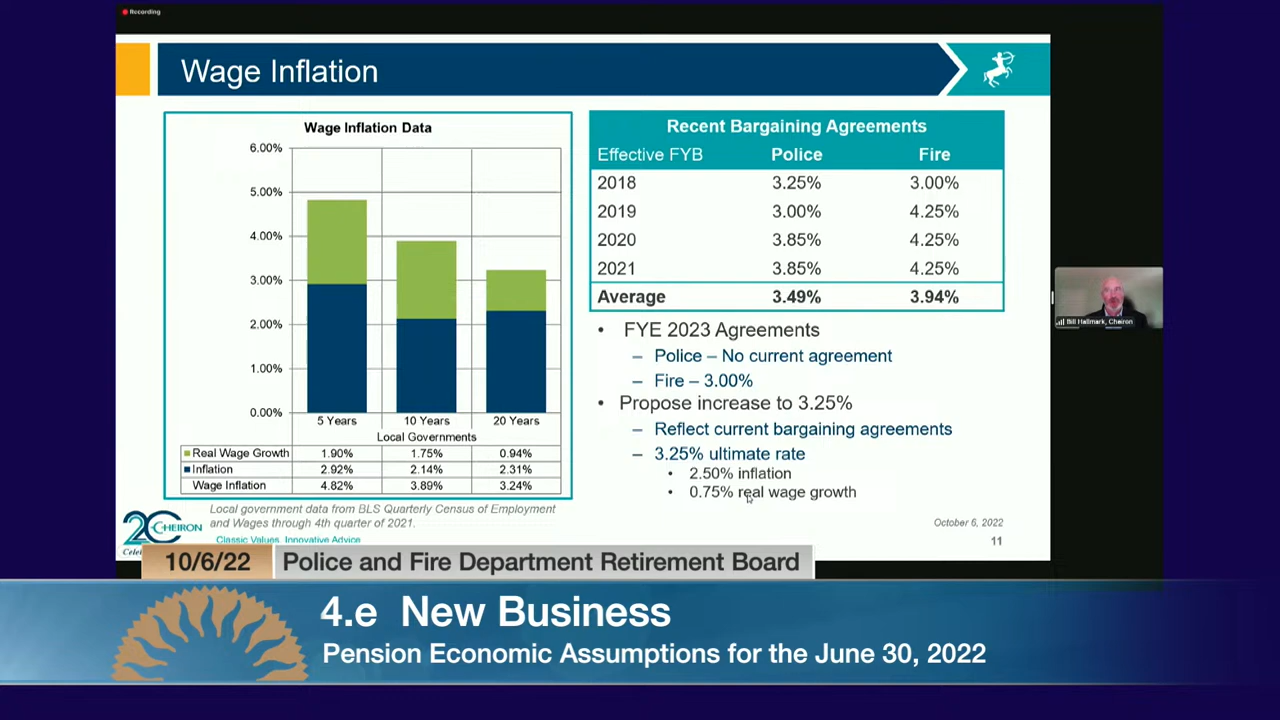 Recording
Wage Inflation
Wage Inflation Data
6.00%
5.00%
4.00%
3.00%
2.00%
1.00%
0.00%
5 Years 10 Years 20 Years
Local Governments
Real Wage Growth 1.90% 1.75% 0.94%
Inflation 2.92% 2.14% 2.31%
Wage Inflation 4.82% 3.89% 3.24%
Local government data from BLS Quarterly Census of Employment
and Wages through 4th quarter of 2021.
Recent Bargaining Agreements
Effective FYB Police Fire
2018 3.25% 3.00%
2019 3.00% 4.25%
2020 3.85% 4.25%
2021 3.85% 4.25%
Average 3.49% 3.94%
• FYE 2023 Agreements
– Police – No current agreement
– Fire – 3.00%
• Propose increase to 3.25%
– Reflect current bargaining agreements
– 3.25% ultimate rate
• 2.50% inflation
• 0.75% real wage growth
Bill Hallmark, Cheiron
CHEIRON
Classic Values, Innovative Advice
October 6, 2022
11
10/6/22 Police and Fire Department Retirement Board
4.e New Business
Pension Economic Assumptions for the June 30, 2022